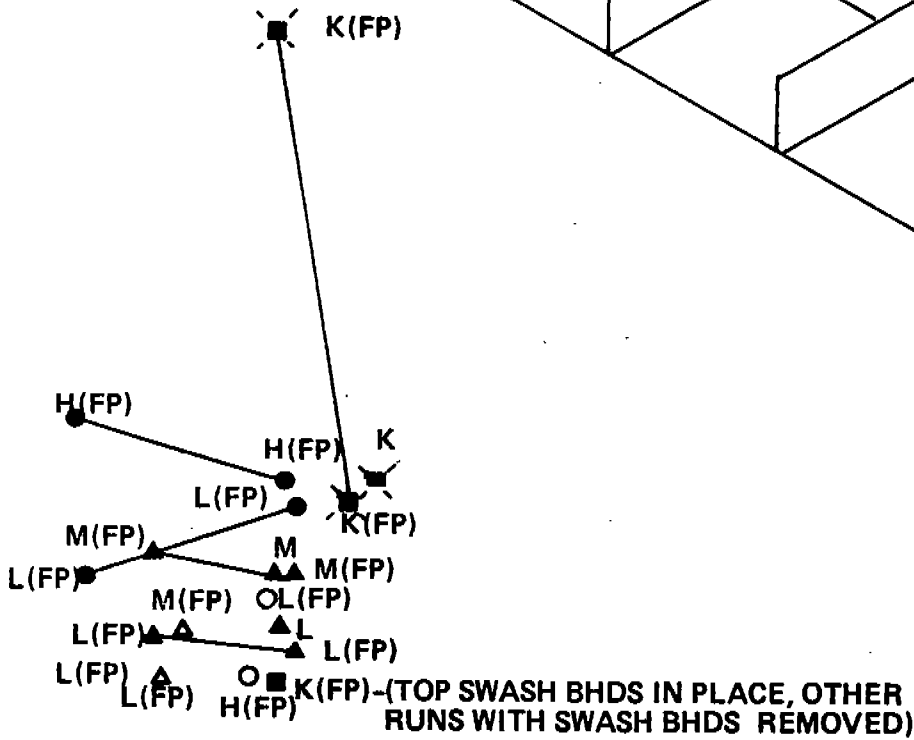 K(FP)
H(FP)
H(FP)
K
L(FP)
K(FP)
M(FP)
M
M(FP)
L(FP)
M(FP)
L(FP)
L(FP)
L
L(FP)
L(FP)
L(FP)
H(FP)
K(FP)-(TOP SWASH BHDS IN PLACE, OTHER
RUNS WITH SWASH BHDS REMOVED)